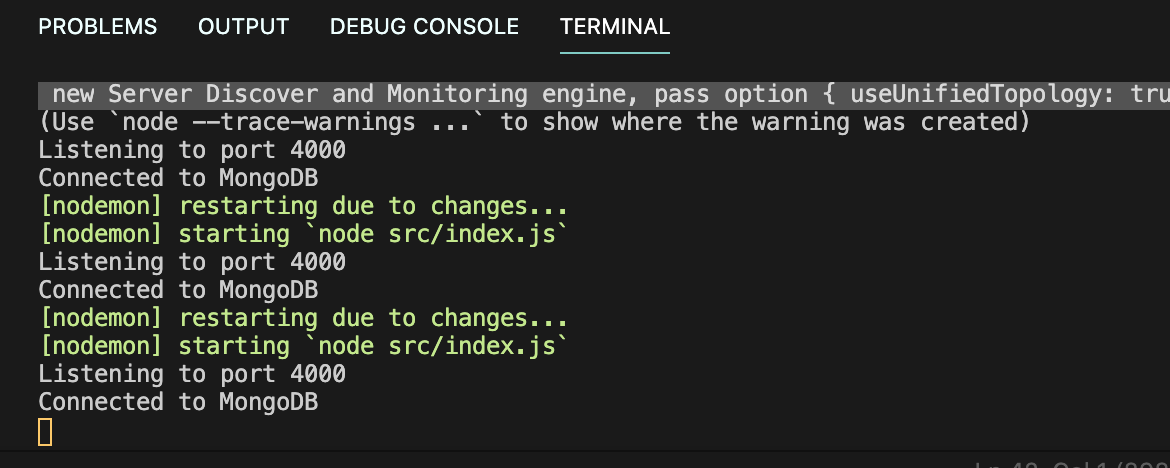 PROBLEMS OUTPUT DEBUG CONSOLE TERMINAL
new Server Discover and Monitoring engine, pass option { useUnifiedTopology: tru
(Use `node --trace-warnings ...` to show where the warning was created)
Listening to port 4000
Connected to MongoDB
[nodemon] restarting due to changes...
[nodemon] starting `node src/index.js`
Listening to port 4000
Connected to MongoDB
[nodemon] restarting due to changes...
[nodemon] starting `node src/index.js`
Listening to port 4000
Connected to MongoDB